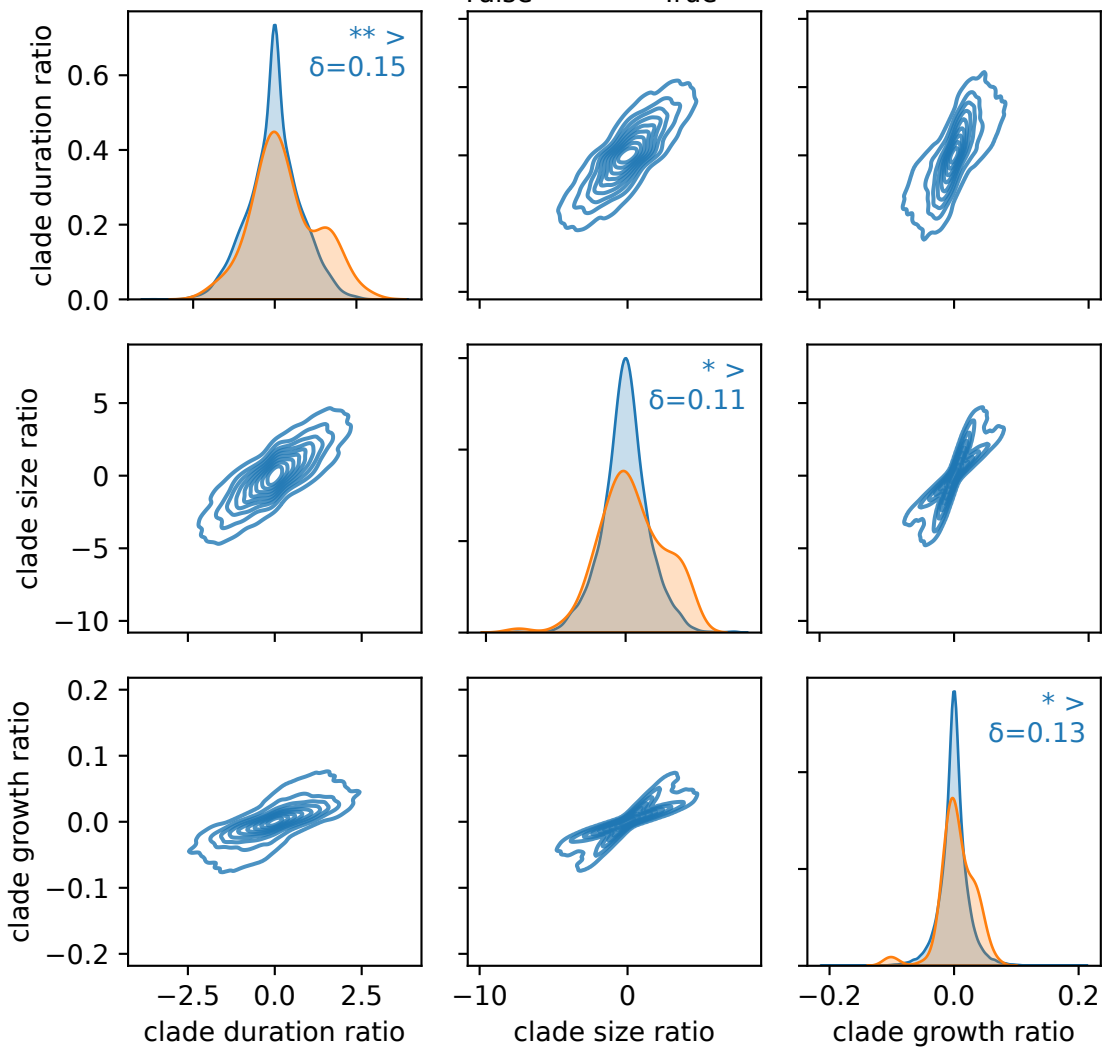 False True
clade duration ratio
0.6
0.4
0.2
0.0
** >
δ=0.15
clade size ratio
5
0
−5
−10
* >
δ=0.11
clade growth ratio
0.2
0.1
0.0
−0.1
−0.2
* >
δ=0.13
−2.5 0.0 2.5 −10 0 −0.2 0.0 0.2
clade duration ratio clade size ratio clade growth ratio